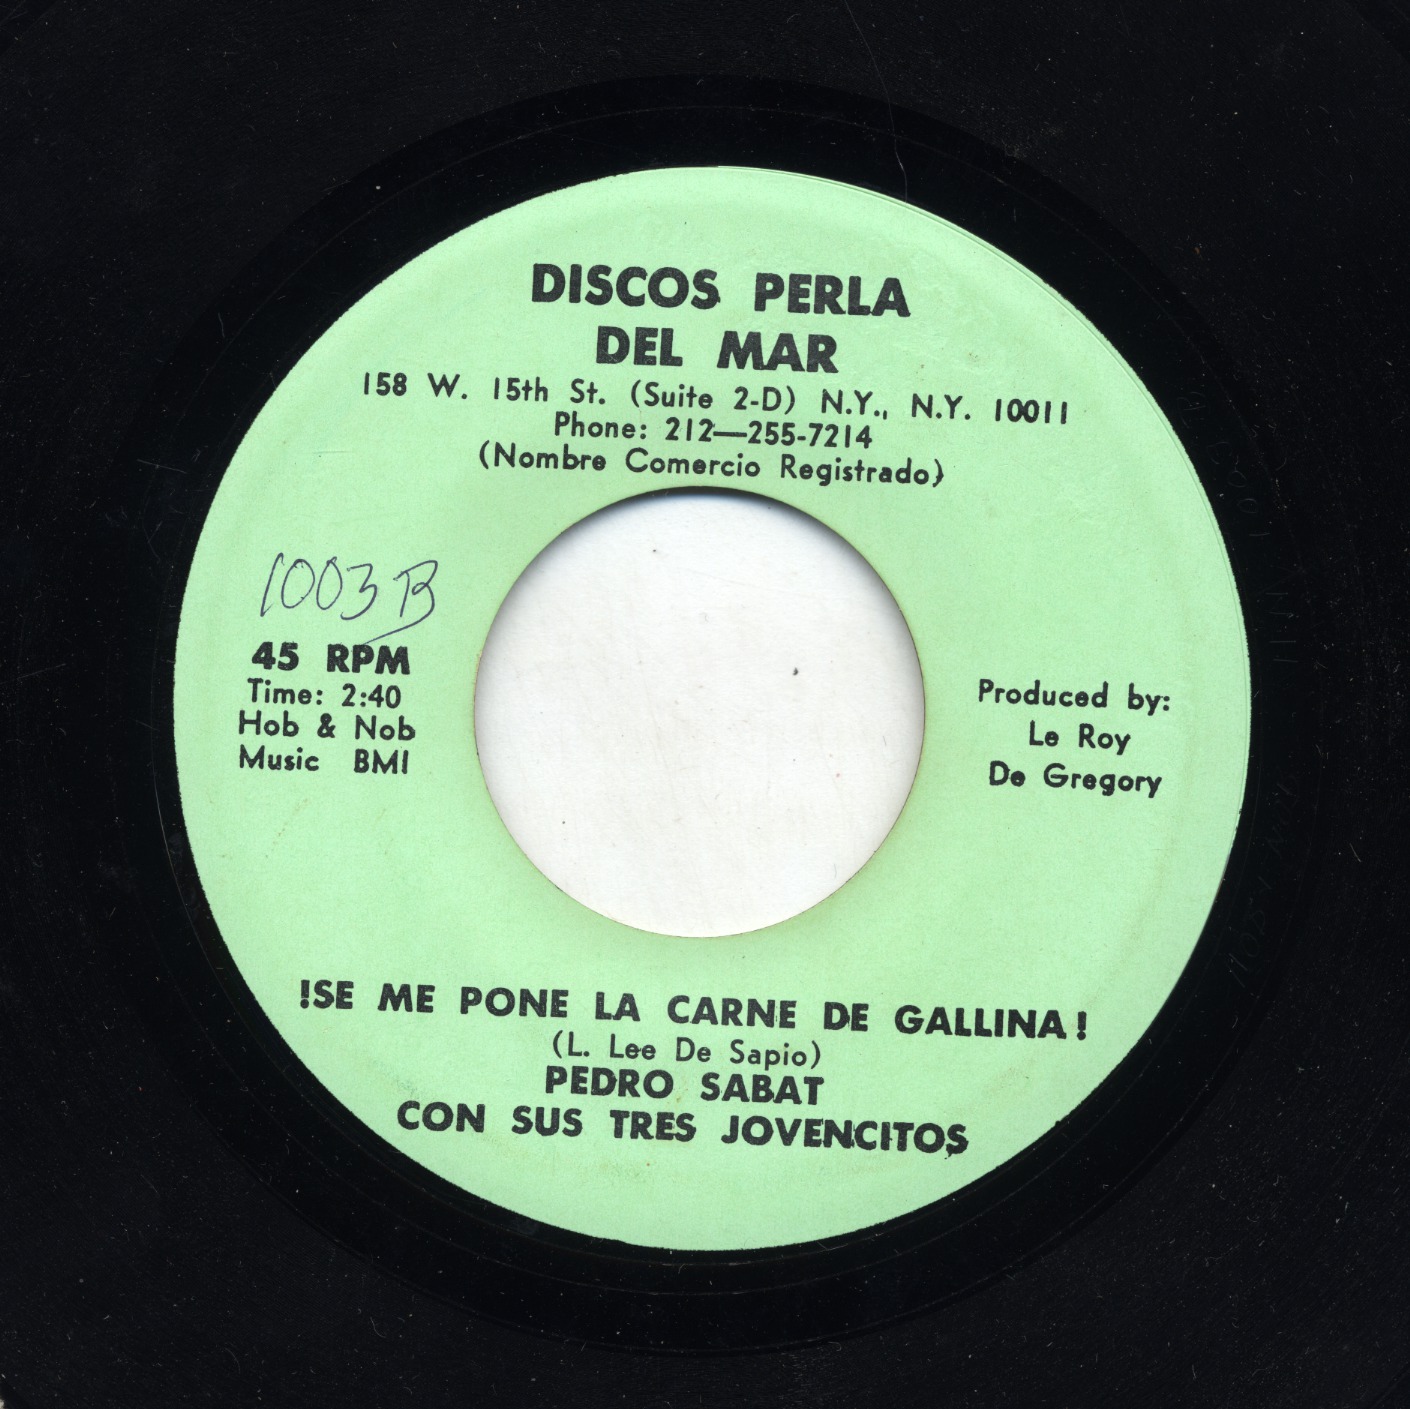 DISCOS PERLA
DEL MAR
158 W. 15th St. (Suite 2-D) N.Y., N.Y. 10011
Phone: 212—255-7214
(Nombre Comercio Registrado)
1003 B
45 RPM
Time: 2:40
Hob & Nob
Music BMI
Produced by:
Le Roy
De Gregory
!SE ME PONE LA CARNE DE GALLINA!
(L. Lee De Sapio)
PEDRO SABAT
CON SUS TRES JOVENCITOS